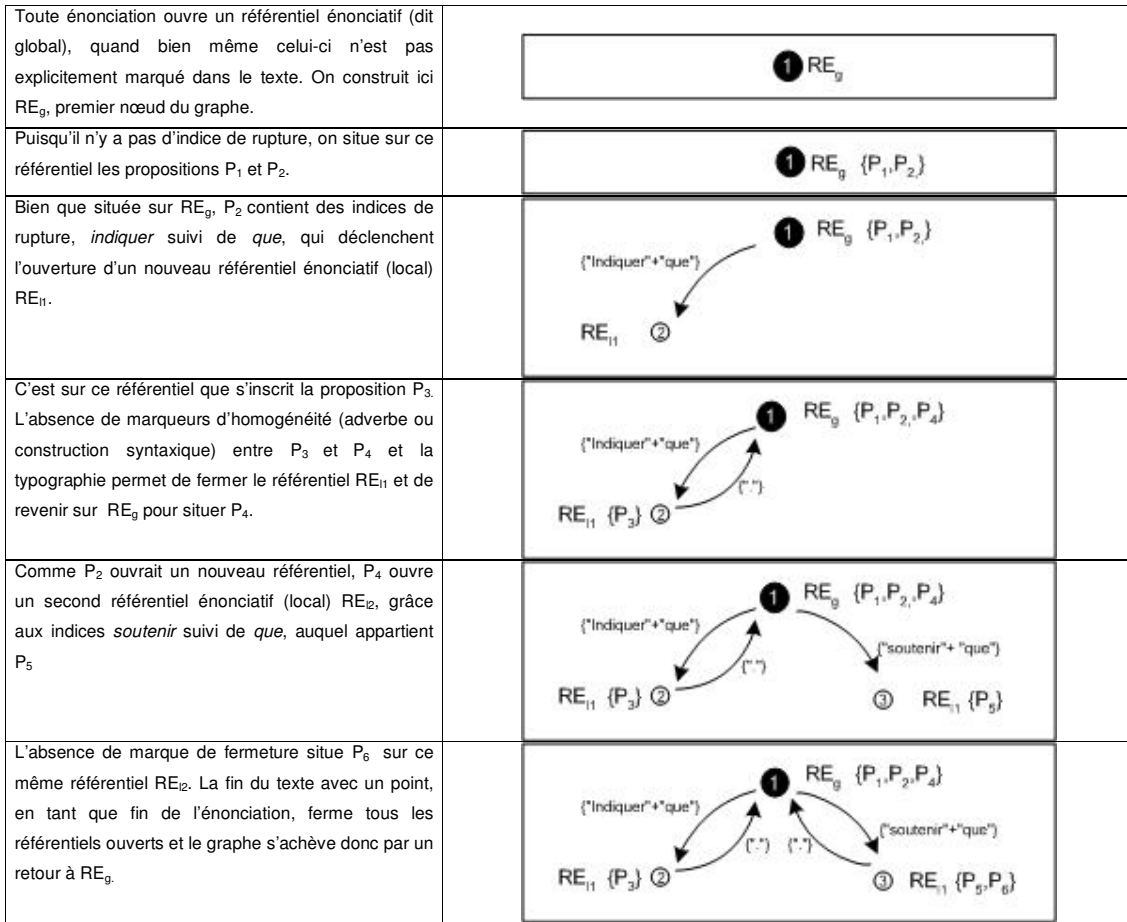 Toute énonciation ouvre un référentiel énonciatif (dit
global), quand bien même celui-ci n'est pas
explicitement marqué dans le texte. On construit ici
REg, premier nœud du graphe.
1 REg
Puisqu'il n'y a pas d'indice de rupture, on situe sur ce
référentiel les propositions P1 et P2.
1 REg {P1,P2,}
Bien que située sur REg, P2 contient des indices de
rupture, indiquer suivi de que, qui déclenchent
l'ouverture d'un nouveau référentiel énonciatif (local)
REl1.
1 REg {P1,P2,}
{"Indiquer"+"que"}
REl1 2
C'est sur ce référentiel que s'inscrit la proposition P3.
L'absence de marqueurs d'homogénéité (adverbe ou
construction syntaxique) entre P3 et P4 et la
typographie permet de fermer le référentiel REl1 et de
revenir sur REg pour situer P4.
1 REg {P1,P2,,P4}
{"Indiquer"+"que"}
{"."}
REl1 {P3} 2
Comme P2 ouvrait un nouveau référentiel, P4 ouvre
un second référentiel énonciatif (local) REl2, grâce
aux indices soutenir suivi de que, auquel appartient
P5
1 REg {P1,P2,,P4}
{"Indiquer"+"que"}
{"soutenir"+ "que"}
{"."}
REl1 {P3} 2
3 REl1 {P5}
L'absence de marque de fermeture situe P6 sur ce
même référentiel REl2. La fin du texte avec un point,
en tant que fin de l'énonciation, ferme tous les
référentiels ouverts et le graphe s'achève donc par un
retour à REg.
1 REg {P1,P2,P4}
{"Indiquer"+"que"}
{"soutenir"+"que"}
{"."} {"."}
REl1 {P3} 2
3 REl1 {P5,P6}